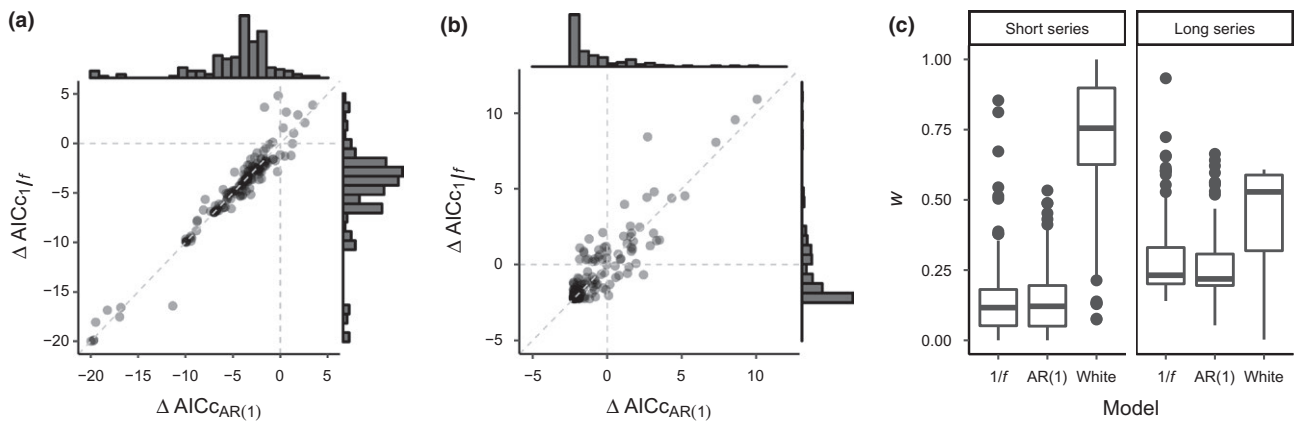 (a)
5
0
−5
−10
−15
−20
Δ AICc1/f
−20 −15 −10 −5 0 5
Δ AICcAR(1)
(b)
10
5
0
−5
Δ AICc1/f
−5 0 5 10
Δ AICcAR(1)
(c)
Short series Long series
1.00
0.75
0.50
0.25
0.00
w
1/f AR(1) White 1/f AR(1) White
Model